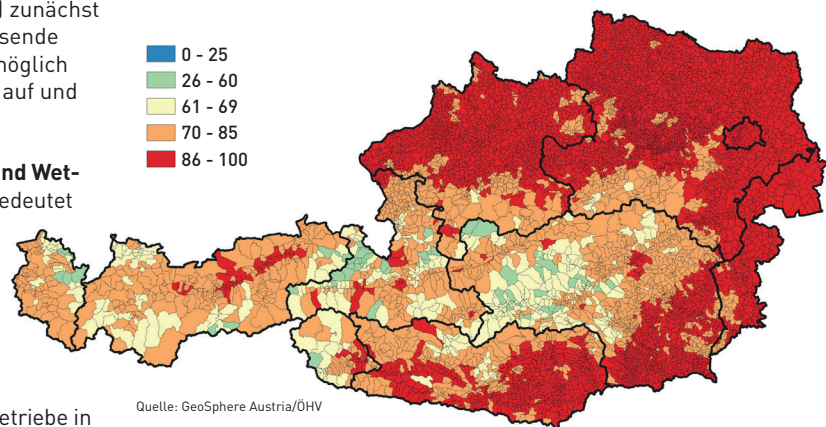 ) zunächst
sende
nöglich
auf und
nd Wet-
edeutet
etriebe in
0 - 25
26 - 60
61 - 69
70 - 85
86 - 100
Quelle: GeoSphere Austria/ÖHV